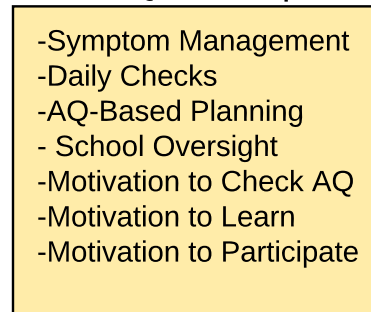 -Symptom Management
-Daily Checks
-AQ-Based Planning
- School Oversight
-Motivation to Check AQ
-Motivation to Learn
-Motivation to Participate